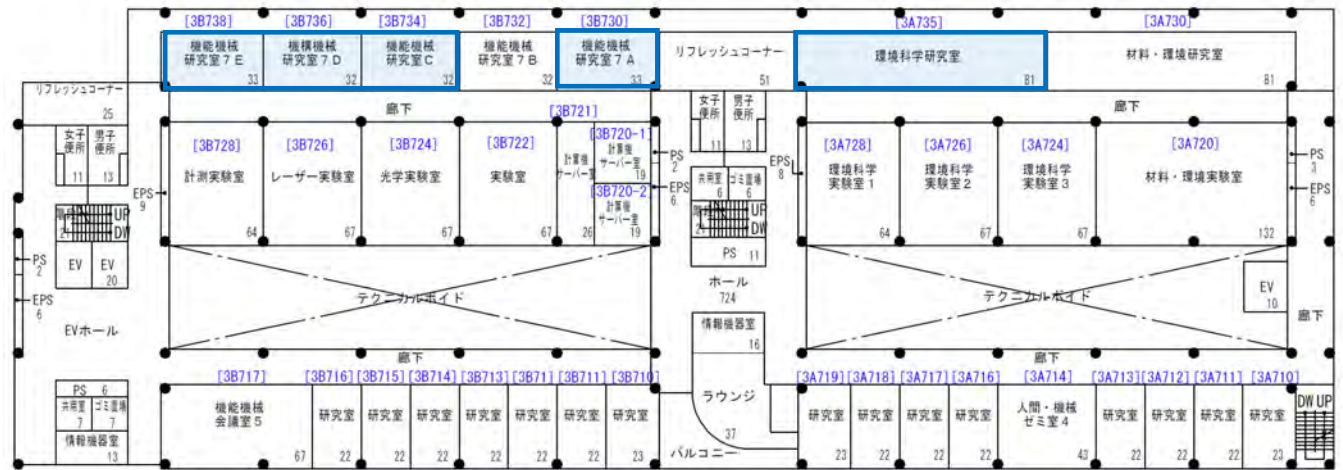 [3B738] [3B736] [3B734] [3B732] [3B730] [3A735] [3A730]
機能機械
研究室7E
33
機構機械
研究室7D
32
機能機械
研究室C
32
機能機械
研究室7B
32
機能機械
研究室7A
33
リフレッシュコーナー
51
環境科学研究室
81
材料・環境研究室
81
リフレッシュコーナー
25
廊下
[3B721]
廊下
女子
便所
11
男子
便所
13
EPS
9
[3B728]
計測実験室
64
[3B726]
レーザー実験室
67
[3B724]
光学実験室
67
[3B722]
実験室
67
計算機
サーバー室
26
[3B720-1]
計算機
サーバー室
19
[3B720-2]
計算機
サーバー室
19
PS
2
EPS
6
女子
便所
11
男子
便所
13
共用室
6
ゴミ置場
6
EPS
8
[3A728]
環境科学
実験室1
64
[3A726]
環境科学
実験室2
67
[3A724]
環境科学
実験室3
67
[3A720]
材料・環境実験室
132
PS
3
EPS
6
階段
21
UP
DW
階段
21
UP
DW
PS 11
PS
2
EPS
6
EV
EV
20
EVホール
テクニカルボイド
ホール
724
テクニカルボイド
EV
10
廊下
情報機器室
16
廊下
廊下
[3B717] [3B716] [3B715] [3B714] [3B713] [3B71] [3B711] [3B710]
[3A719] [3A718] [3A717] [3A716] [3A714] [3A713] [3A712] [3A711] [3A710]
PS 6
共用室
7
ゴミ置場
7
情報機器室
13
機能機械
会議室5
67
研究室
22
研究室
22
研究室
22
研究室
22
研究室
22
研究室
22
研究室
23
ラウンジ
37
バルコニー
研究室
23
研究室
22
研究室
22
研究室
22
人間・機械
ゼミ室4
43
研究室
22
研究室
22
研究室
22
研究室
23
DW UP